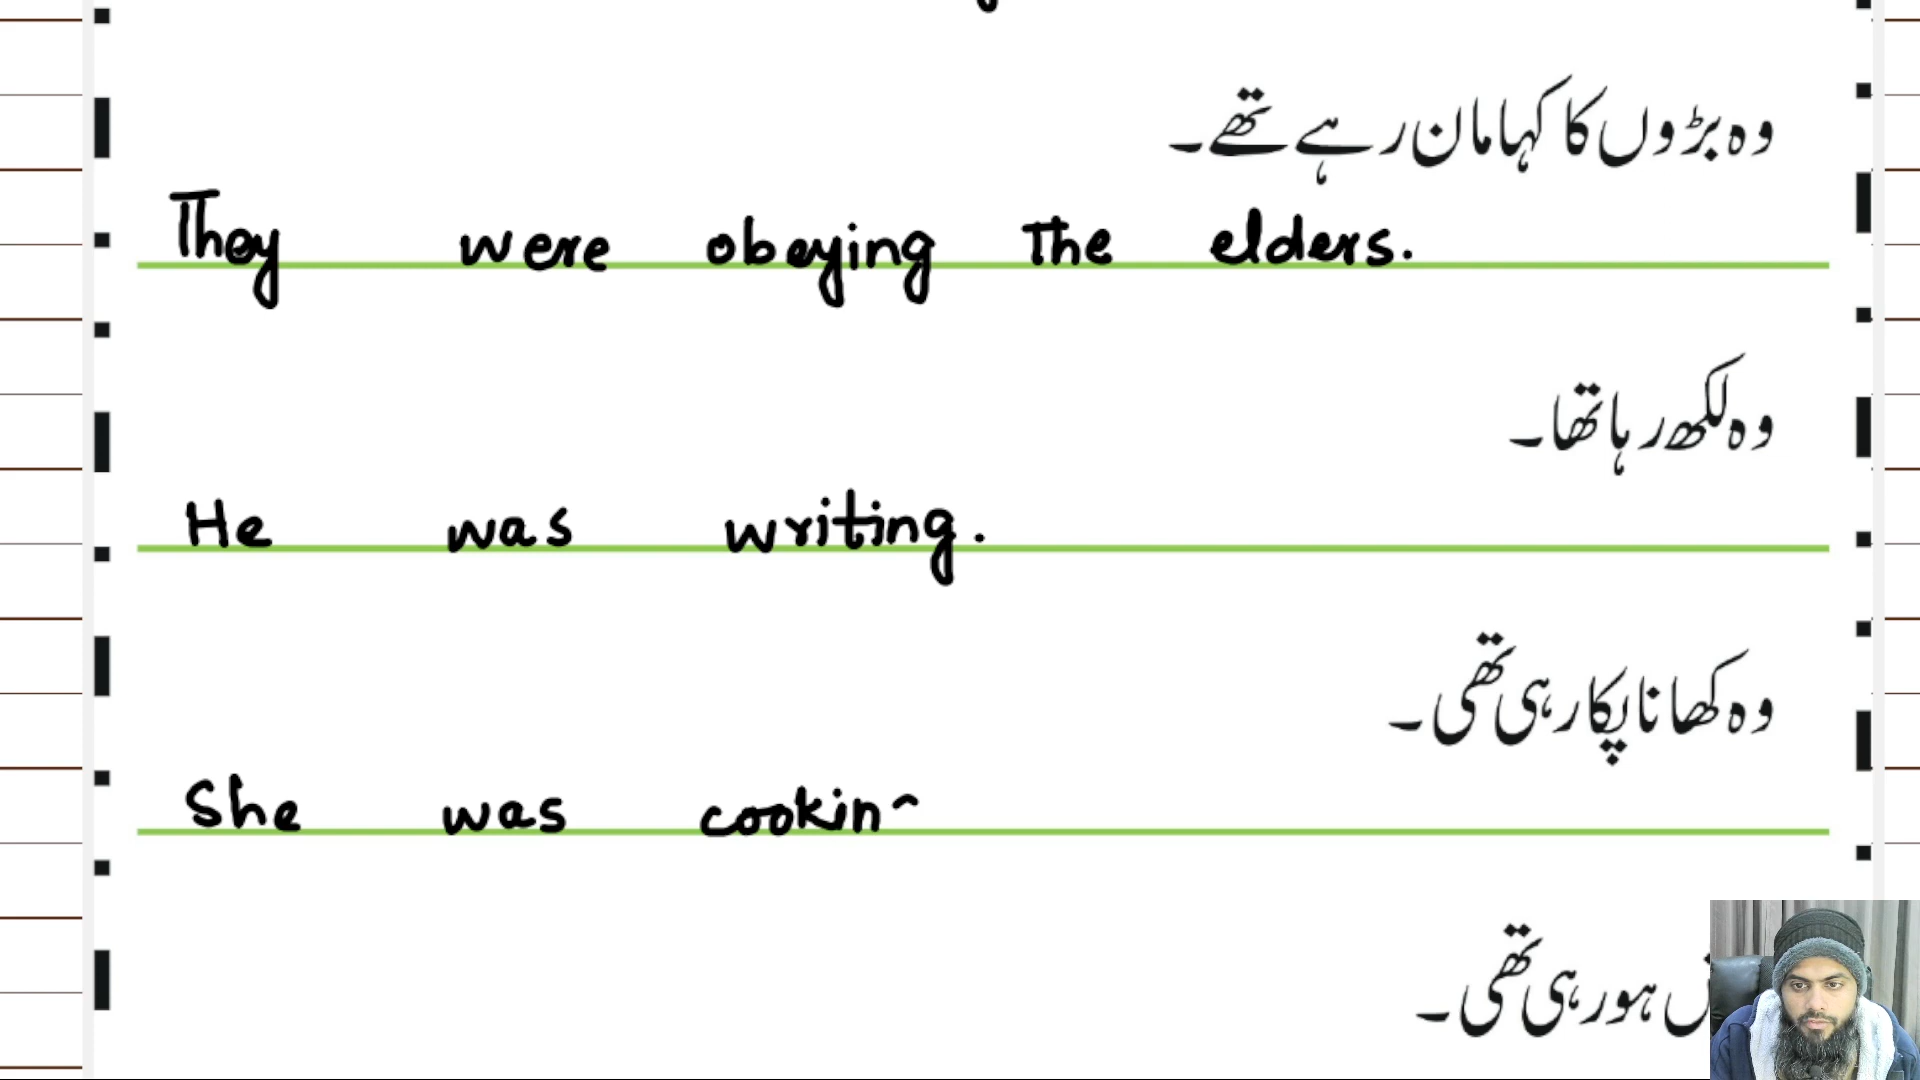 وہ بڑوں کا کہا مان رہے تھے۔
They were obeying the elders.
وہ لکھ رہا تھا۔
He was writing.
وہ کھانا پکا رہی تھی۔
She was cookin
ہو رہی تھی۔